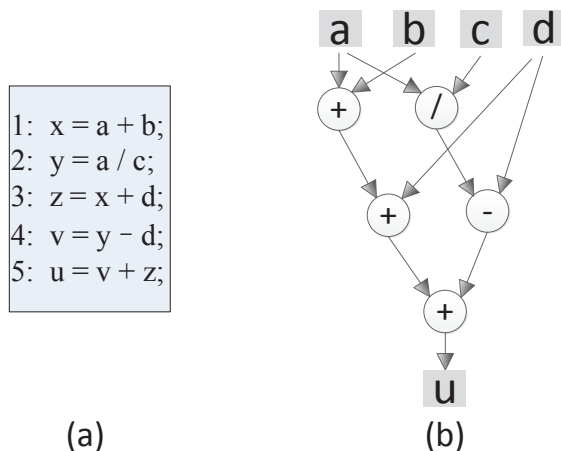 a b c d
1: x = a + b;
2: y = a / c;
3: z = x + d;
4: v = y – d;
5: u = v + z;
+ /
+ -
+
u
(a) (b)